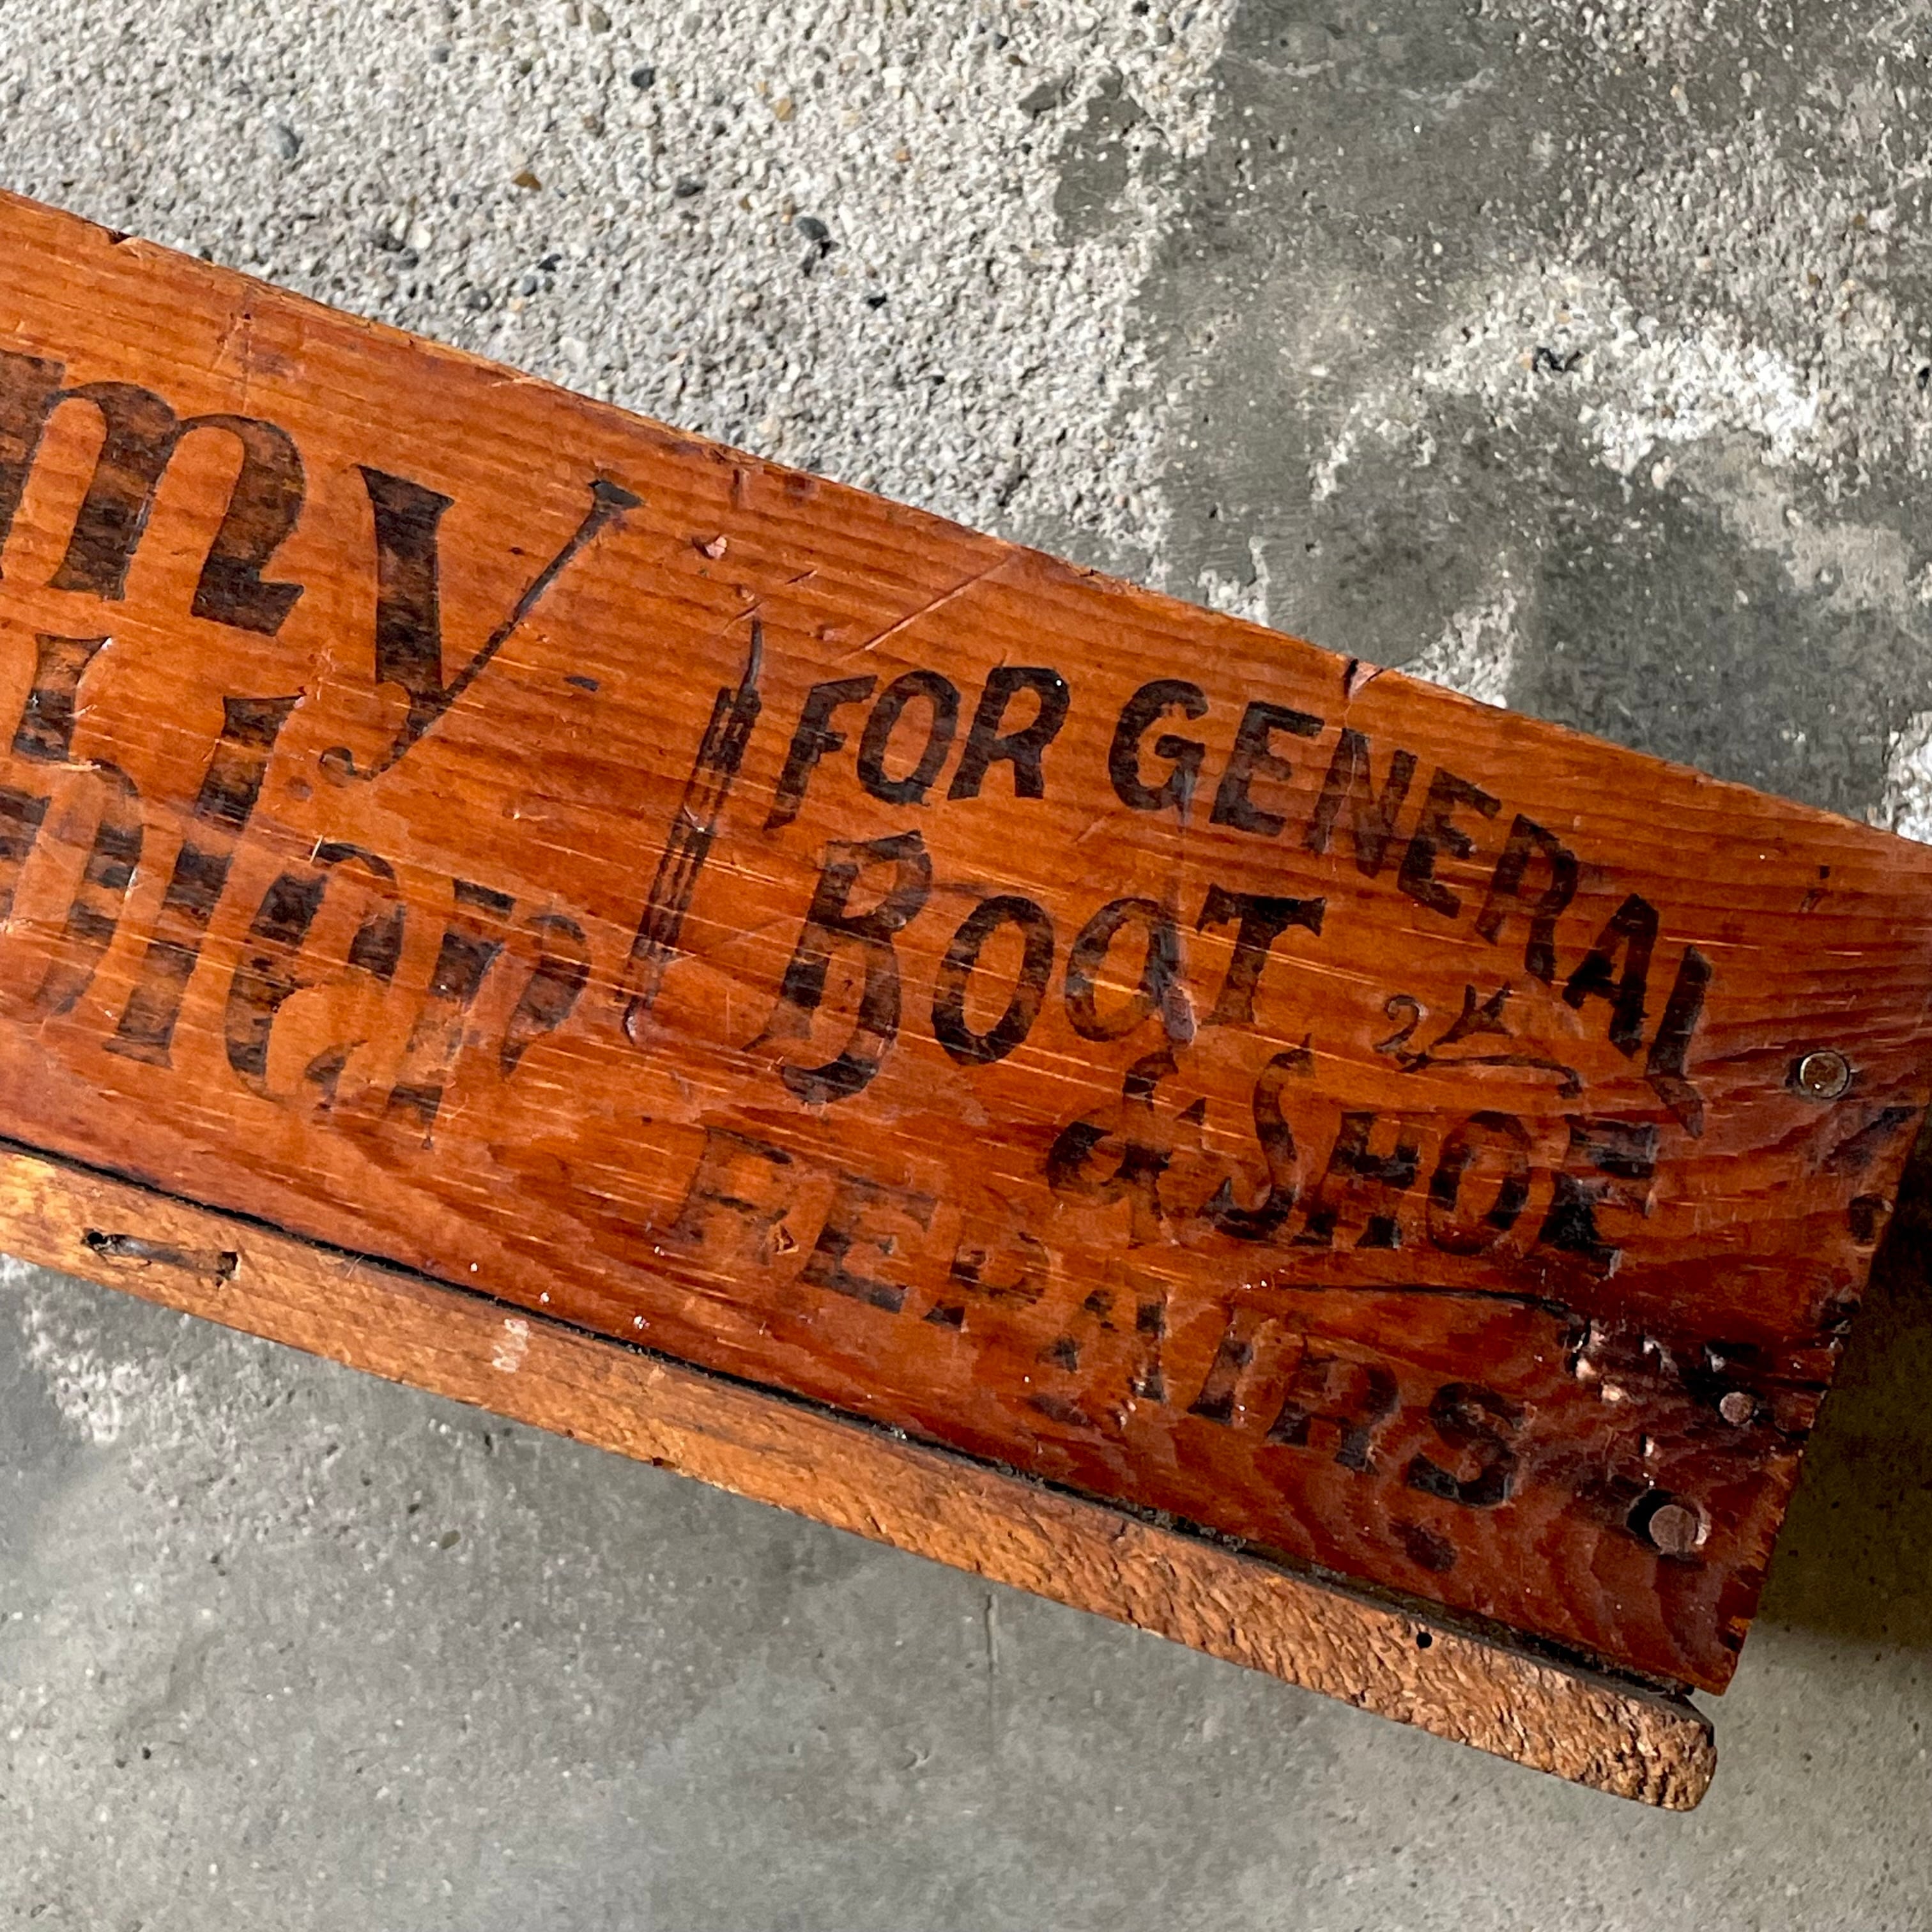 my
FOR GENERAL
BOOT
& SHOE
REPAIRS